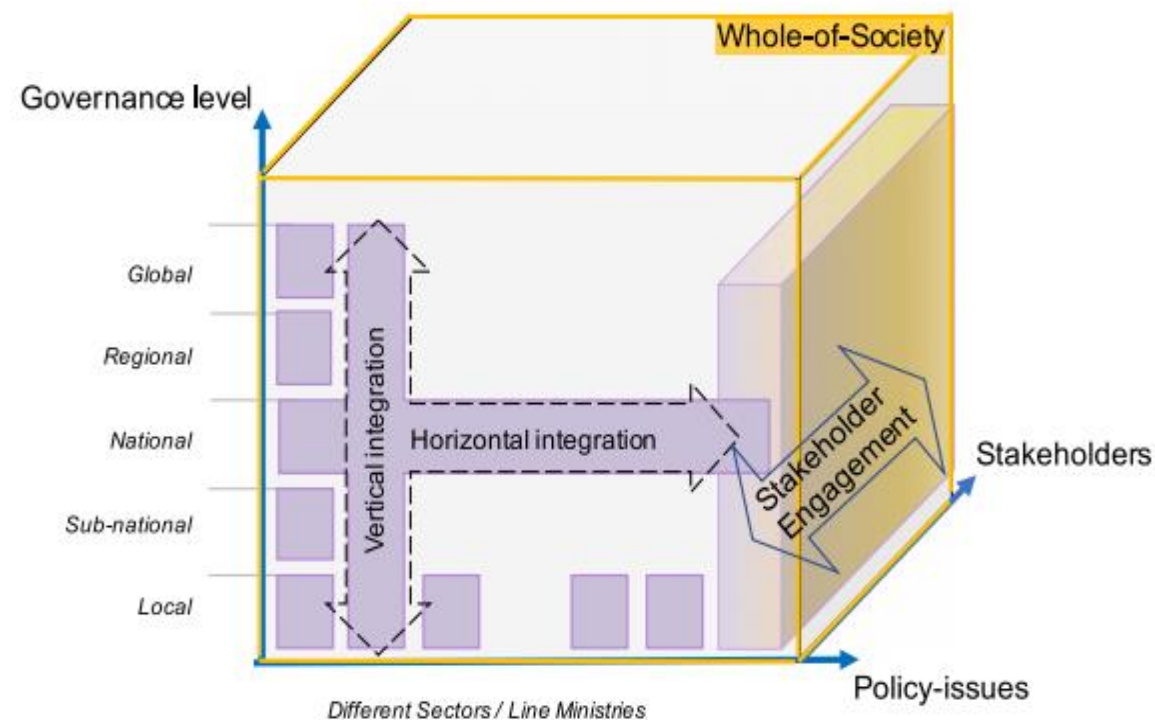 Whole-of-Society
Governance level
Global
Regional
National
Sub-national
Local
Vertical integration
Horizontal integration
Stakeholder
Engagement
Stakeholders
Policy-issues
Different Sectors / Line Ministries